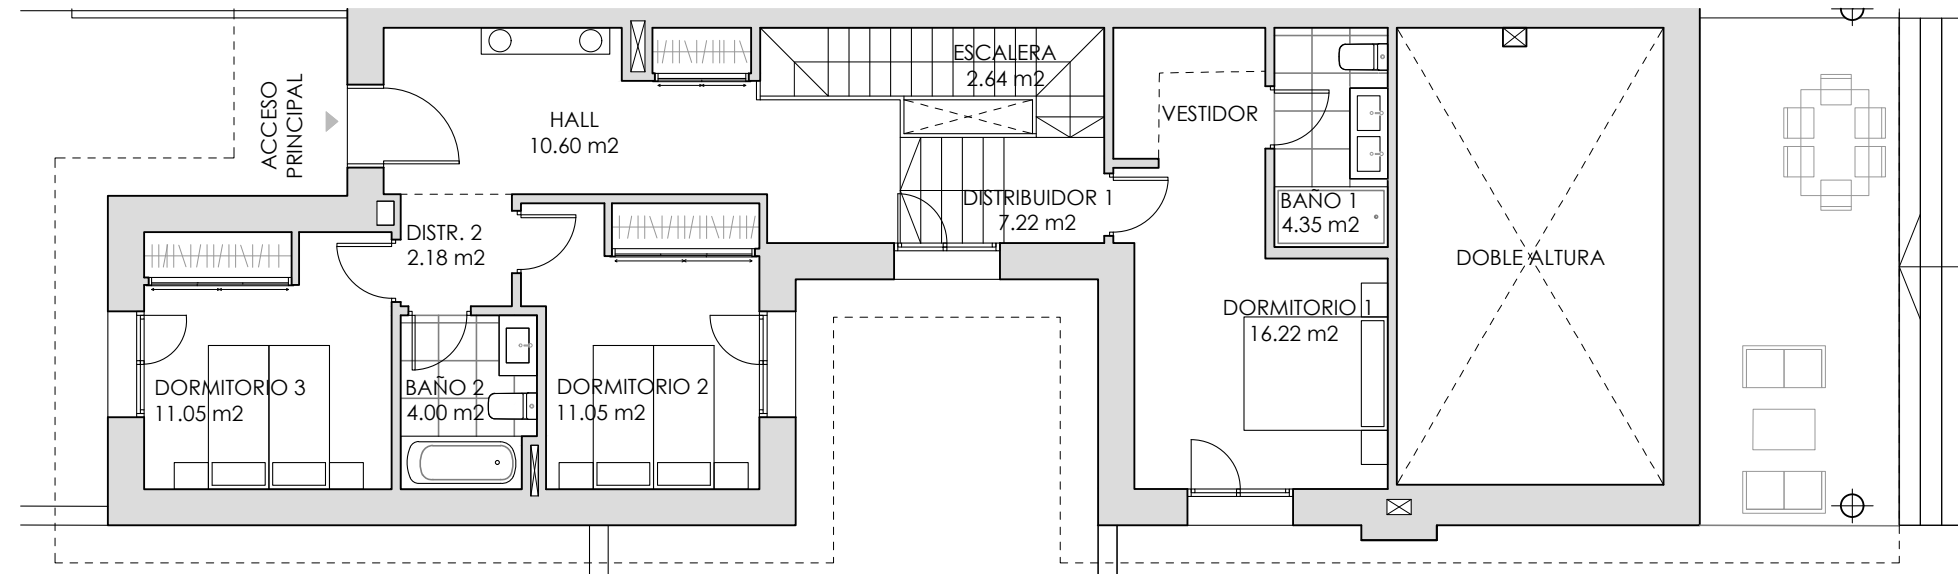 ACCESO
PRINCIPAL
HALL
10.60 m2
ESCALERA
2.64 m2
VESTIDOR
DISTRIBUIDOR 1
7.22 m2
BAÑO 1
4.35 m2
DISTR. 2
2.18 m2
DOBLE ALTURA
DORMITORIO 1
16.22 m2
DORMITORIO 3
11.05 m2
BAÑO 2
4.00 m2
DORMITORIO 2
11.05 m2